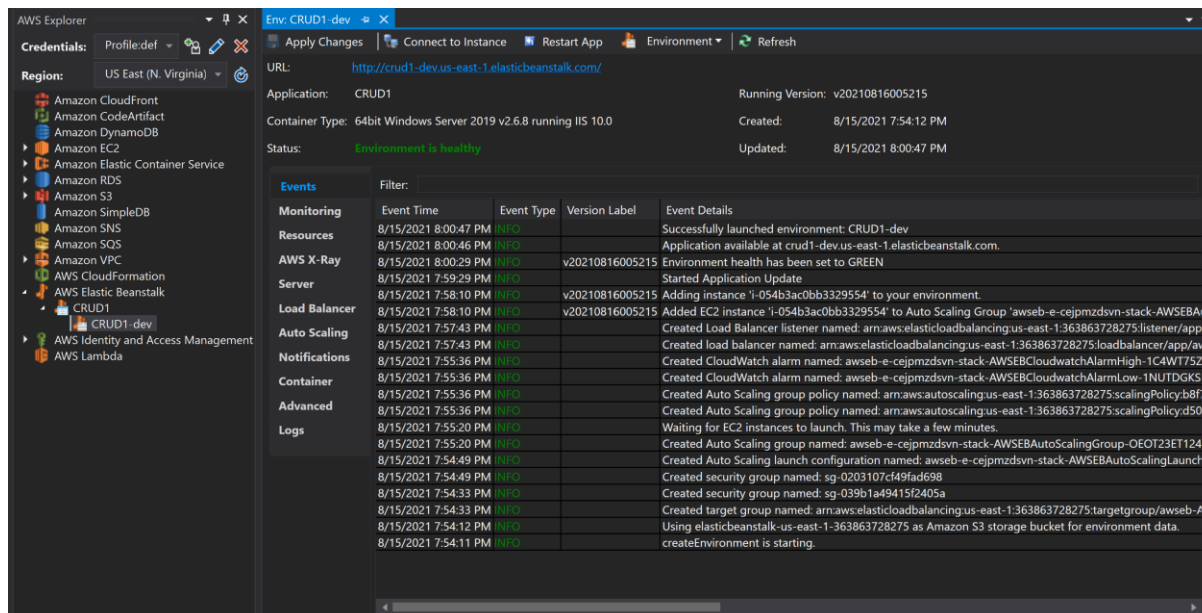 AWS Explorer
Credentials: Profile:def
Region: US East (N. Virginia)
Amazon CloudFront
Amazon CodeArtifact
Amazon DynamoDB
Amazon EC2
Amazon Elastic Container Service
Amazon RDS
Amazon S3
Amazon SimpleDB
Amazon SNS
Amazon SQS
Amazon VPC
AWS CloudFormation
AWS Elastic Beanstalk
CRUD1
CRUD1-dev
AWS Identity and Access Management
AWS Lambda
Env: CRUD1-dev
Apply Changes Connect to Instance Restart App Environment Refresh
URL: http://crud1-dev.us-east-1.elasticbeanstalk.com/
Application: CRUD1 Running Version: v20210816005215
Container Type: 64bit Windows Server 2019 v2.6.8 running IIS 10.0 Created: 8/15/2021 7:54:12 PM
Status: Environment is healthy Updated: 8/15/2021 8:00:47 PM
Events
Monitoring
Resources
AWS X-Ray
Server
Load Balancer
Auto Scaling
Notifications
Container
Advanced
Logs
Filter:
Event Time Event Type Version Label Event Details
8/15/2021 8:00:47 PM INFO Successfully launched environment: CRUD1-dev
8/15/2021 8:00:46 PM INFO Application available at crud1-dev.us-east-1.elasticbeanstalk.com.
8/15/2021 8:00:29 PM INFO v20210816005215 Environment health has been set to GREEN
8/15/2021 7:59:29 PM INFO Started Application Update
8/15/2021 7:58:10 PM INFO v20210816005215 Adding instance 'i-054b3ac0bb3329554' to your environment.
8/15/2021 7:58:10 PM INFO v20210816005215 Added EC2 instance 'i-054b3ac0bb3329554' to Auto Scaling Group 'awseb-e-cejpmzdsvn-stack-AWSEBAu
8/15/2021 7:57:43 PM INFO Created Load Balancer listener named: arn:aws:elasticloadbalancing:us-east-1:363863728275:listener/app
8/15/2021 7:57:43 PM INFO Created load balancer named: arn:aws:elasticloadbalancing:us-east-1:363863728275:loadbalancer/app/aw
8/15/2021 7:55:36 PM INFO Created CloudWatch alarm named: awseb-e-cejpmzdsvn-stack-AWSEBCloudwatchAlarmHigh-1C4WT75Z
8/15/2021 7:55:36 PM INFO Created CloudWatch alarm named: awseb-e-cejpmzdsvn-stack-AWSEBCloudwatchAlarmLow-1NUTDGKS
8/15/2021 7:55:36 PM INFO Created Auto Scaling group policy named: arn:aws:autoscaling:us-east-1:363863728275:scalingPolicy:b8f7
8/15/2021 7:55:36 PM INFO Created Auto Scaling group policy named: arn:aws:autoscaling:us-east-1:363863728275:scalingPolicy:d50
8/15/2021 7:55:20 PM INFO Waiting for EC2 instances to launch. This may take a few minutes.
8/15/2021 7:55:20 PM INFO Created Auto Scaling group named: awseb-e-cejpmzdsvn-stack-AWSEBAutoScalingGroup-OEOT23ET124
8/15/2021 7:54:49 PM INFO Created Auto Scaling launch configuration named: awseb-e-cejpmzdsvn-stack-AWSEBAutoScalingLaunch
8/15/2021 7:54:49 PM INFO Created security group named: sg-0203107cf49fad698
8/15/2021 7:54:33 PM INFO Created security group named: sg-039b1a49415f2405a
8/15/2021 7:54:33 PM INFO Created target group named: arn:aws:elasticloadbalancing:us-east-1:363863728275:targetgroup/awseb-A
8/15/2021 7:54:12 PM INFO Using elasticbeanstalk-us-east-1-363863728275 as Amazon S3 storage bucket for environment data.
8/15/2021 7:54:11 PM INFO createEnvironment is starting.